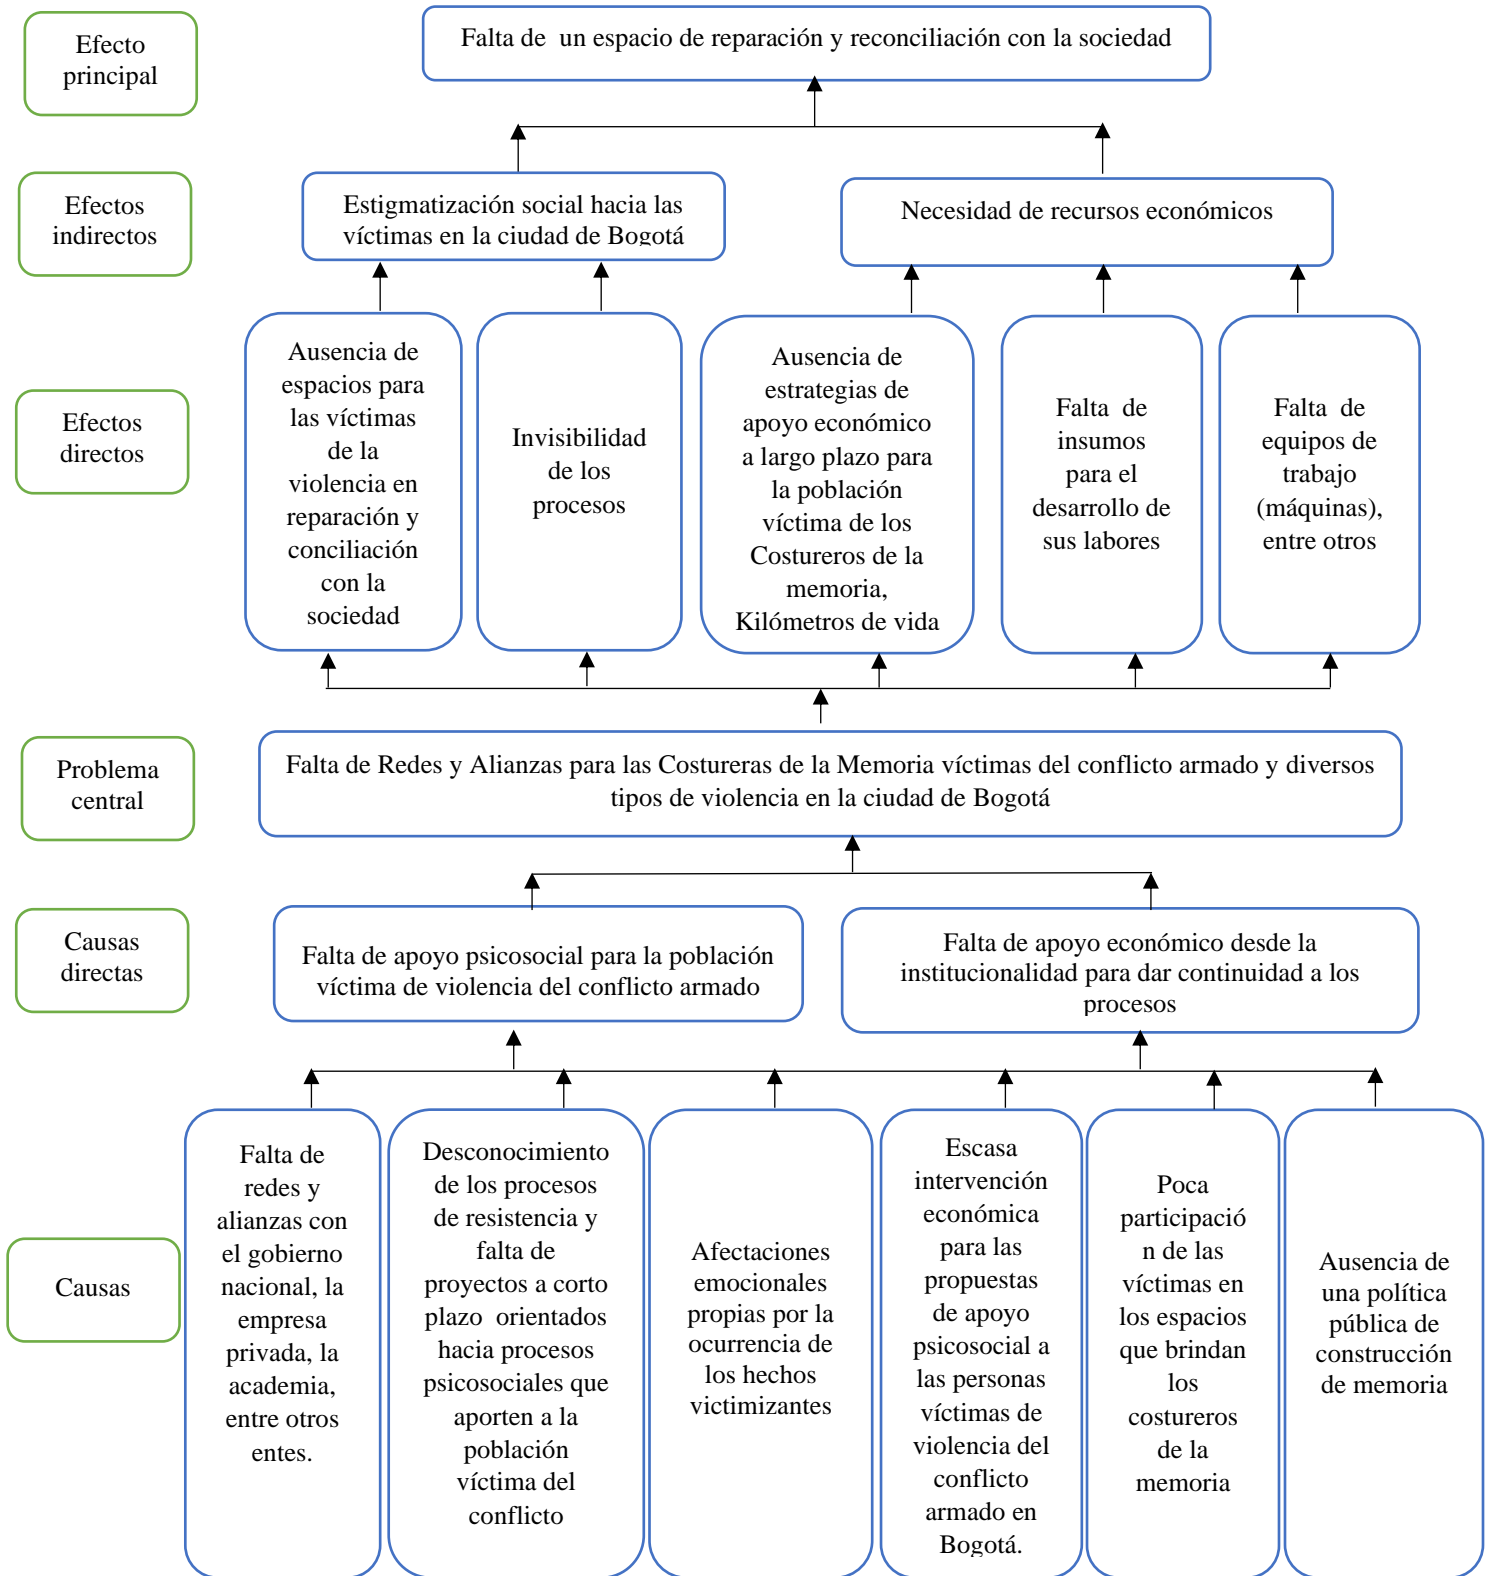 Efecto
principal
Falta de  un espacio de reparación y reconciliación con la sociedad
Efectos
indirectos
Estigmatización social hacia las
víctimas en la ciudad de Bogotá
Necesidad de recursos económicos
Efectos
directos
Ausencia de
espacios para
las víctimas
de la
violencia en
reparación y
conciliación
con la
sociedad
Invisibilidad
de los
procesos
Ausencia de
estrategias de
apoyo económico
a largo plazo para
la población
víctima de los
Costureros de la
memoria,
Kilómetros de vida
Falta  de
insumos
para el
desarrollo de
sus labores
Falta  de
equipos de
trabajo
(máquinas),
entre otros
Problema
central
Falta de Redes y Alianzas para las Costureras de la Memoria víctimas del conflicto armado y diversos
tipos de violencia en la ciudad de Bogotá
Causas
directas
Falta de apoyo psicosocial para la población
víctima de violencia del conflicto armado
Falta de apoyo económico desde la
institucionalidad para dar continuidad a los
procesos
Causas
Falta de
redes y
alianzas con
el gobierno
nacional, la
empresa
privada, la
academia,
entre otros
entes.
Desconocimiento
de los procesos
de resistencia y
falta de
proyectos a corto
plazo  orientados
hacia procesos
psicosociales que
aporten a la
población
víctima del
conflicto
Afectaciones
emocionales
propias por la
ocurrencia de
los hechos
victimizantes
Escasa
intervención
económica
para las
propuestas
de apoyo
psicosocial a
las personas
víctimas de
violencia del
conflicto
armado en
Bogotá.
Poca
participació
n de las
víctimas en
los espacios
que brindan
los
costureros
de la
memoria
Ausencia de
una política
pública de
construcción
de memoria